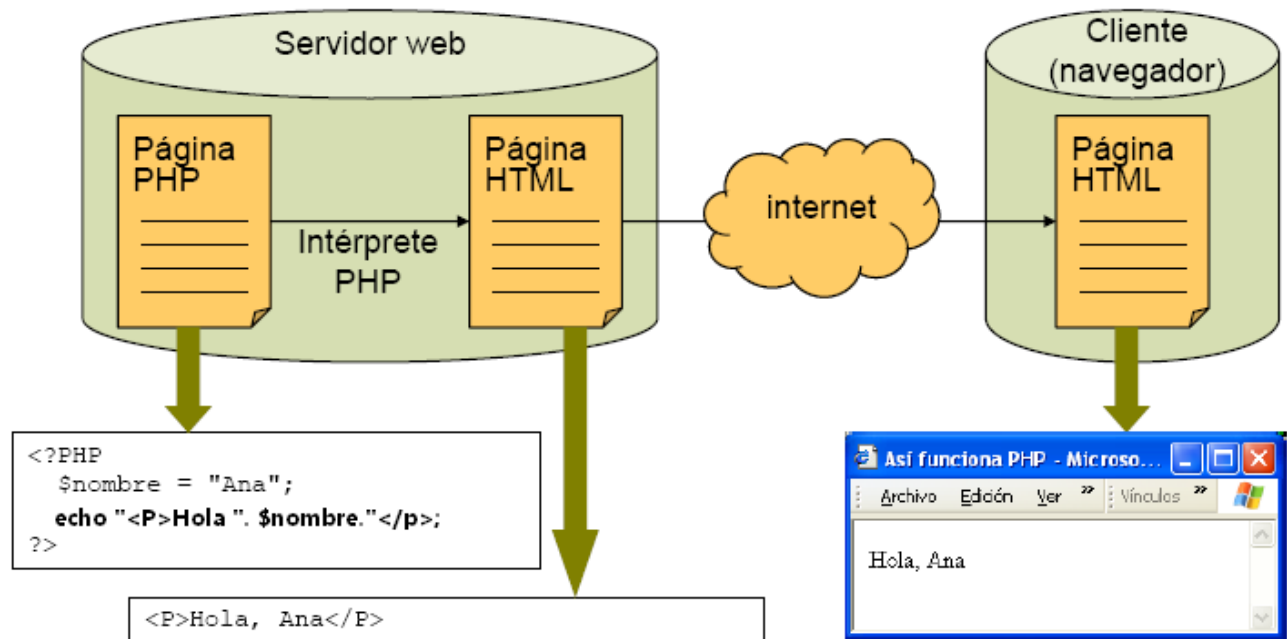 Servidor web
Cliente
(navegador)
Página
PHP
Intérprete
PHP
Página
HTML
internet
Página
HTML
<?PHP
$nombre = "Ana";
echo "<P>Hola ". $nombre."</p>;
?>
<P>Hola, Ana</P>
Así funciona PHP - Microso...
Archivo Edición Ver » Vínculos »
Hola, Ana